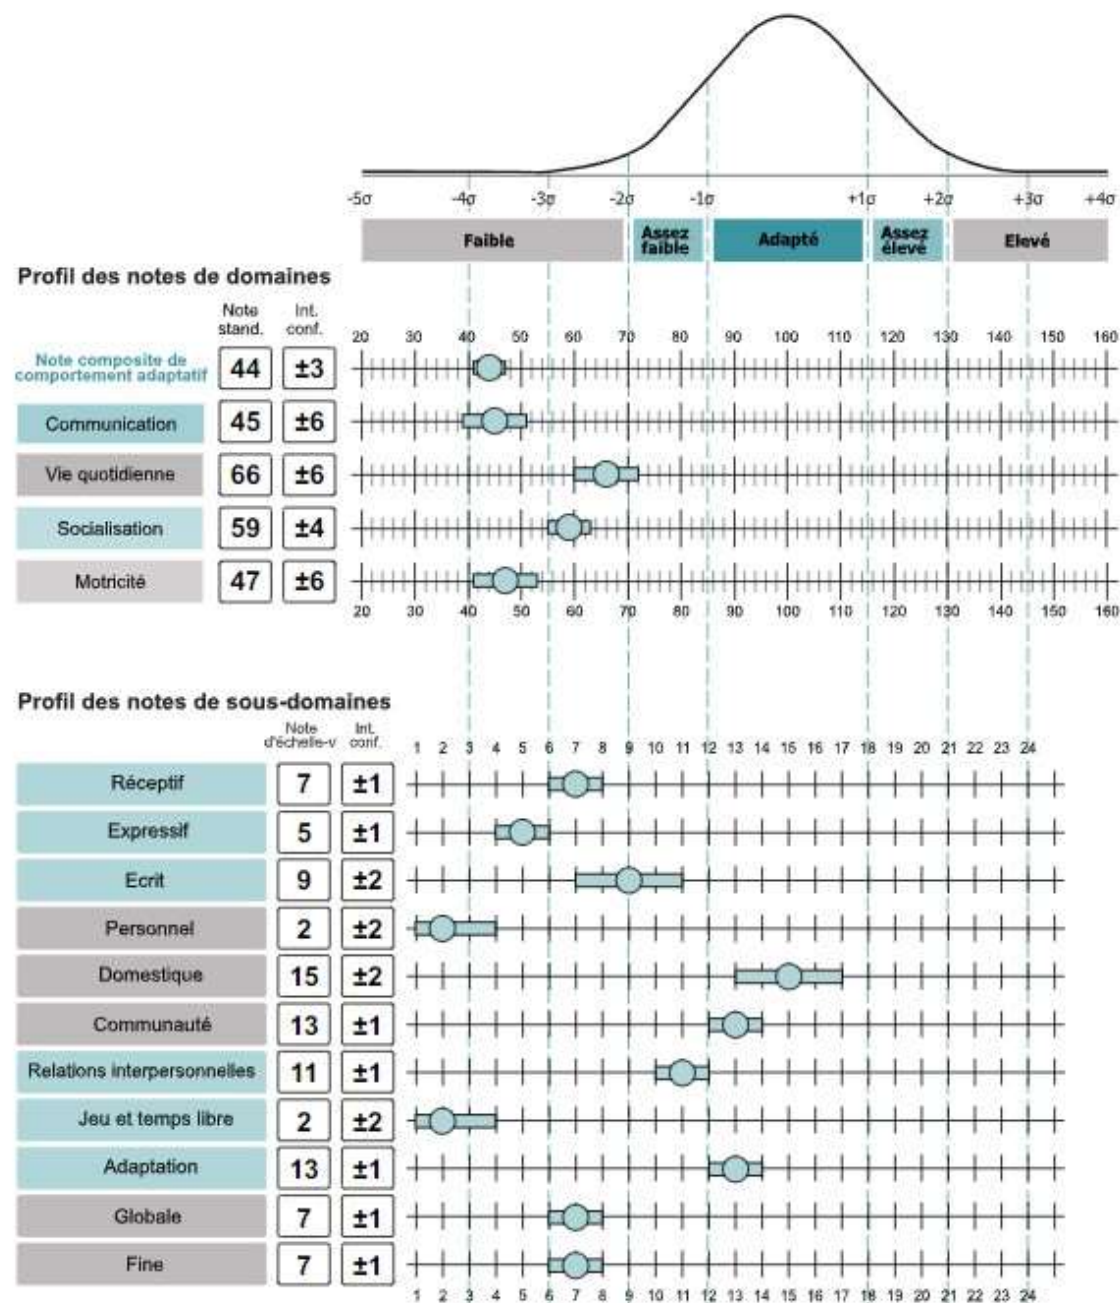 -5σ -4σ -3σ -2σ -1σ +1σ +2σ +3σ +4σ
Faible Assez faible Adapté Assez élevé Elevé
Profil des notes de domaines
Note stand. Int. conf.
20 30 40 50 60 70 80 90 100 110 120 130 140 150 160
Note composite de comportement adaptatif 44 ±3
Communication 45 ±6
Vie quotidienne 66 ±6
Socialisation 59 ±4
Motricité 47 ±6
20 30 40 50 60 70 80 90 100 110 120 130 140 150 160
Profil des notes de sous-domaines
Note d'échelle-v Int. conf.
1 2 3 4 5 6 7 8 9 10 11 12 13 14 15 16 17 18 19 20 21 22 23 24
Réceptif 7 ±1
Expressif 5 ±1
Ecrit 9 ±2
Personnel 2 ±2
Domestique 15 ±2
Communauté 13 ±1
Relations interpersonnelles 11 ±1
Jeu et temps libre 2 ±2
Adaptation 13 ±1
Globale 7 ±1
Fine 7 ±1
1 2 3 4 5 6 7 8 9 10 11 12 13 14 15 16 17 18 19 20 21 22 23 24